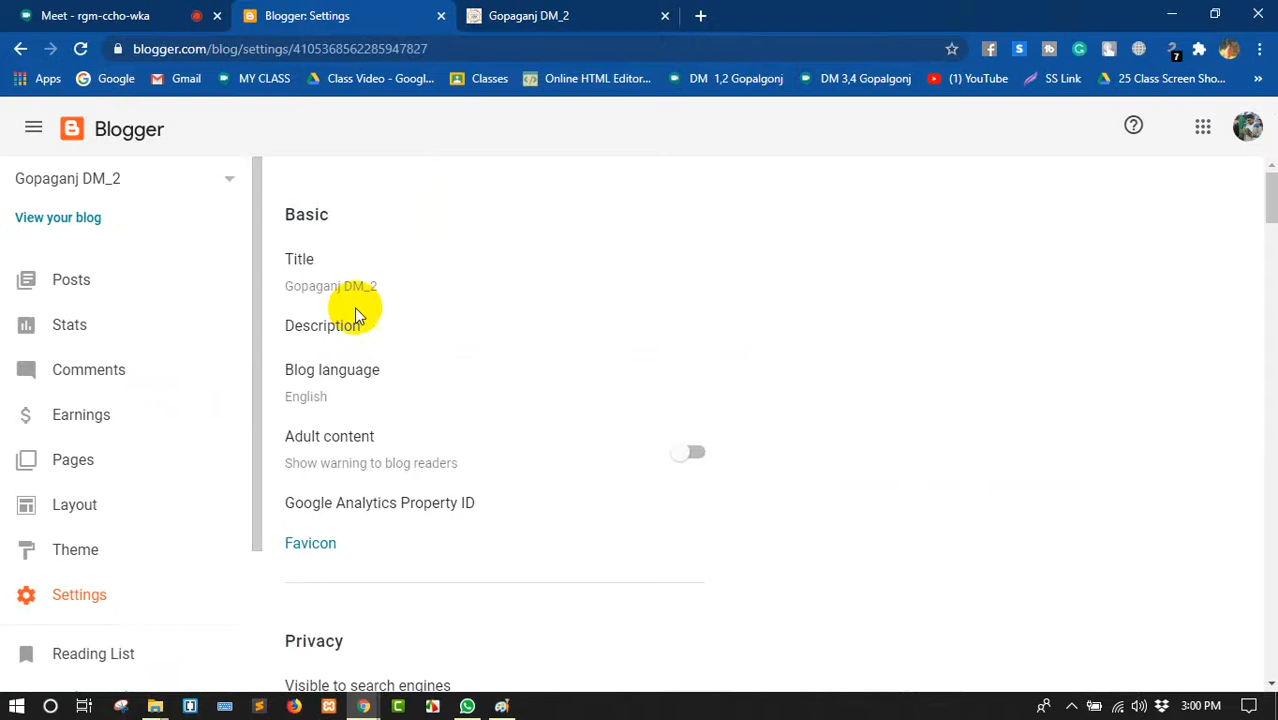 Meet - rgm-ccho-wka
Blogger: Settings
Gopaganj DM_2
blogger.com/blog/settings/4105368562285947827
7
Apps
Google
Gmail
MY CLASS
Class Video - Googl...
Classes
Online HTML Editor...
DM 1,2 Gopalgonj
DM 3,4 Gopalgonj
(1) YouTube
SS Link
25 Class Screen Sho...
Blogger
Gopaganj DM_2
View your blog
Posts
Stats
Comments
Earnings
Pages
Layout
Theme
Settings
Reading List
Basic
Title
Gopaganj DM_2
Description
Blog language
English
Adult content
Show warning to blog readers
Google Analytics Property ID
Favicon
Privacy
Visible to search engines
3:00 PM